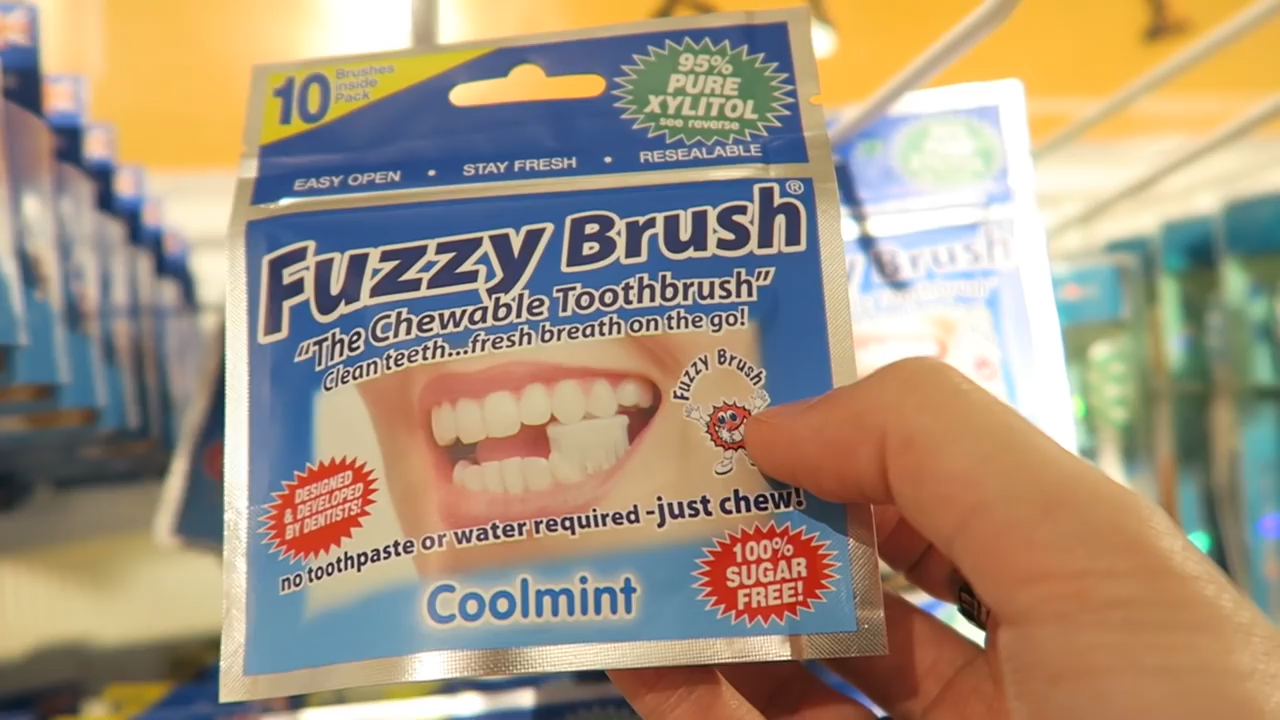 10 Brushes
inside
Pack
95%
PURE
XYLITOL
see reverse
EASY OPEN • STAY FRESH • RESEALABLE
Fuzzy Brush®
"The Chewable Toothbrush"
Clean teeth...fresh breath on the go!
Fuzzy Brush
DESIGNED
& DEVELOPED
BY DENTISTS!
no toothpaste or water required -just chew!
Coolmint
100%
SUGAR
FREE!
Brush